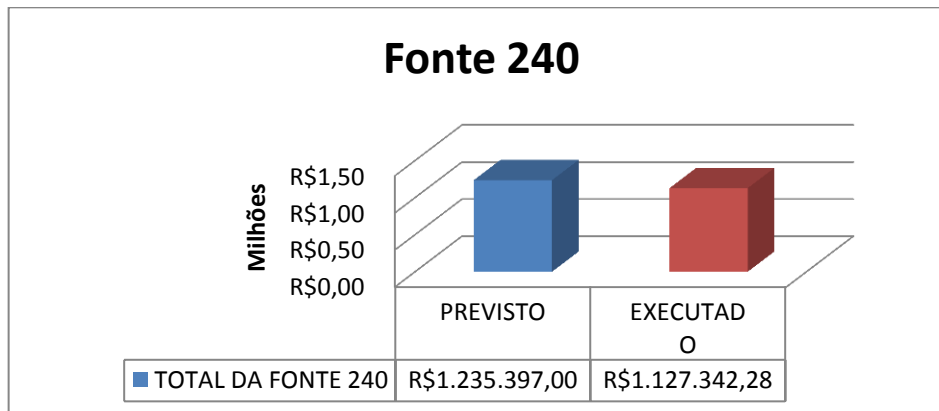 Fonte 240
Milhões
R$1,50
R$1,00
R$0,50
R$0,00
PREVISTO
EXECUTAD
O
TOTAL DA FONTE 240 R$1.235.397,00 R$1.127.342,28